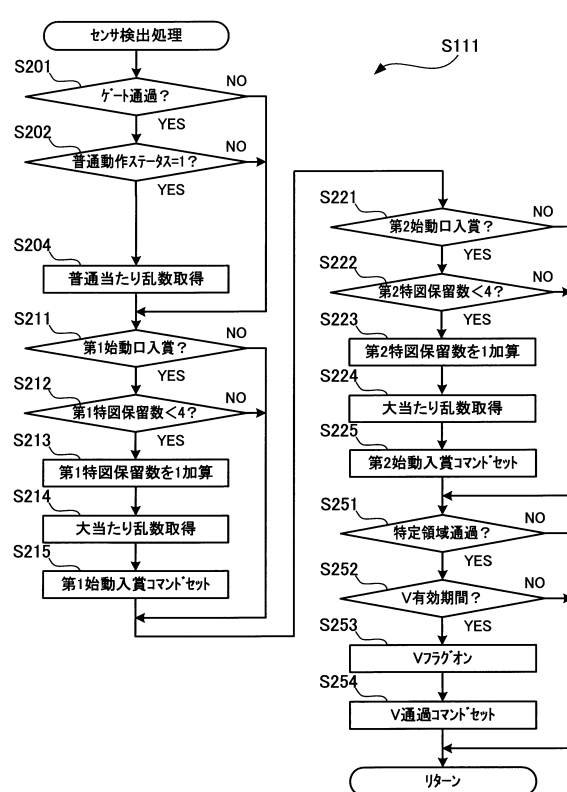 センサ検出処理
S111
S201
ゲート通過?
NO
YES
S202
普通動作ステータス=1?
NO
YES
S204
普通当たり乱数取得
S211
第1始動口入賞?
NO
YES
S212
第1特図保留数<4?
NO
YES
S213
第1特図保留数を1加算
S214
大当たり乱数取得
S215
第1始動入賞コマンドセット
S221
第2始動口入賞?
NO
YES
S222
第2特図保留数<4?
NO
YES
S223
第2特図保留数を1加算
S224
大当たり乱数取得
S225
第2始動入賞コマンドセット
S251
特定領域通過?
NO
YES
S252
V有効期間?
NO
YES
S253
Vフラグオン
S254
V通過コマンドセット
リターン